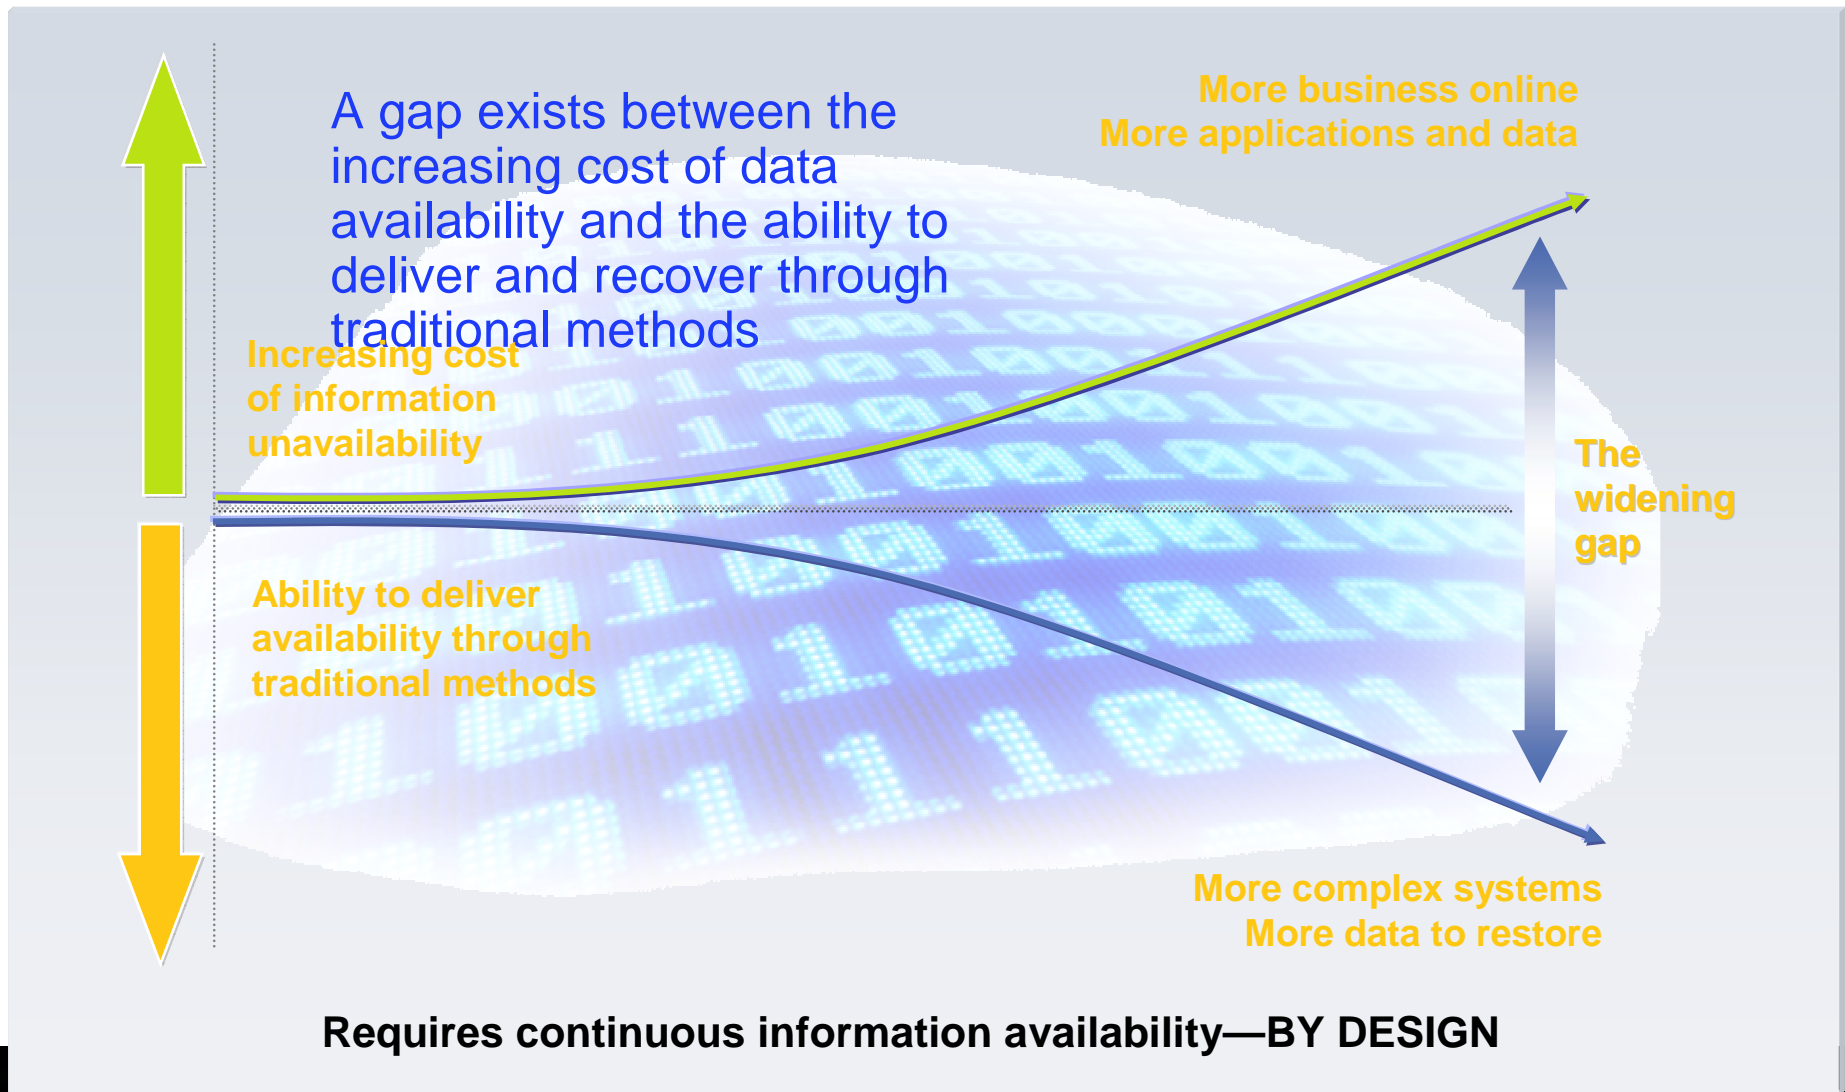 A gap exists between the
increasing cost of data
availability and the ability to
deliver and recover through
traditional methods
More business online
More applications and data
Increasing cost
of information
unavailability
The
widening
gap
Ability to deliver
availability through
traditional methods
More complex systems
More data to restore
Requires continuous information availability—BY DESIGN